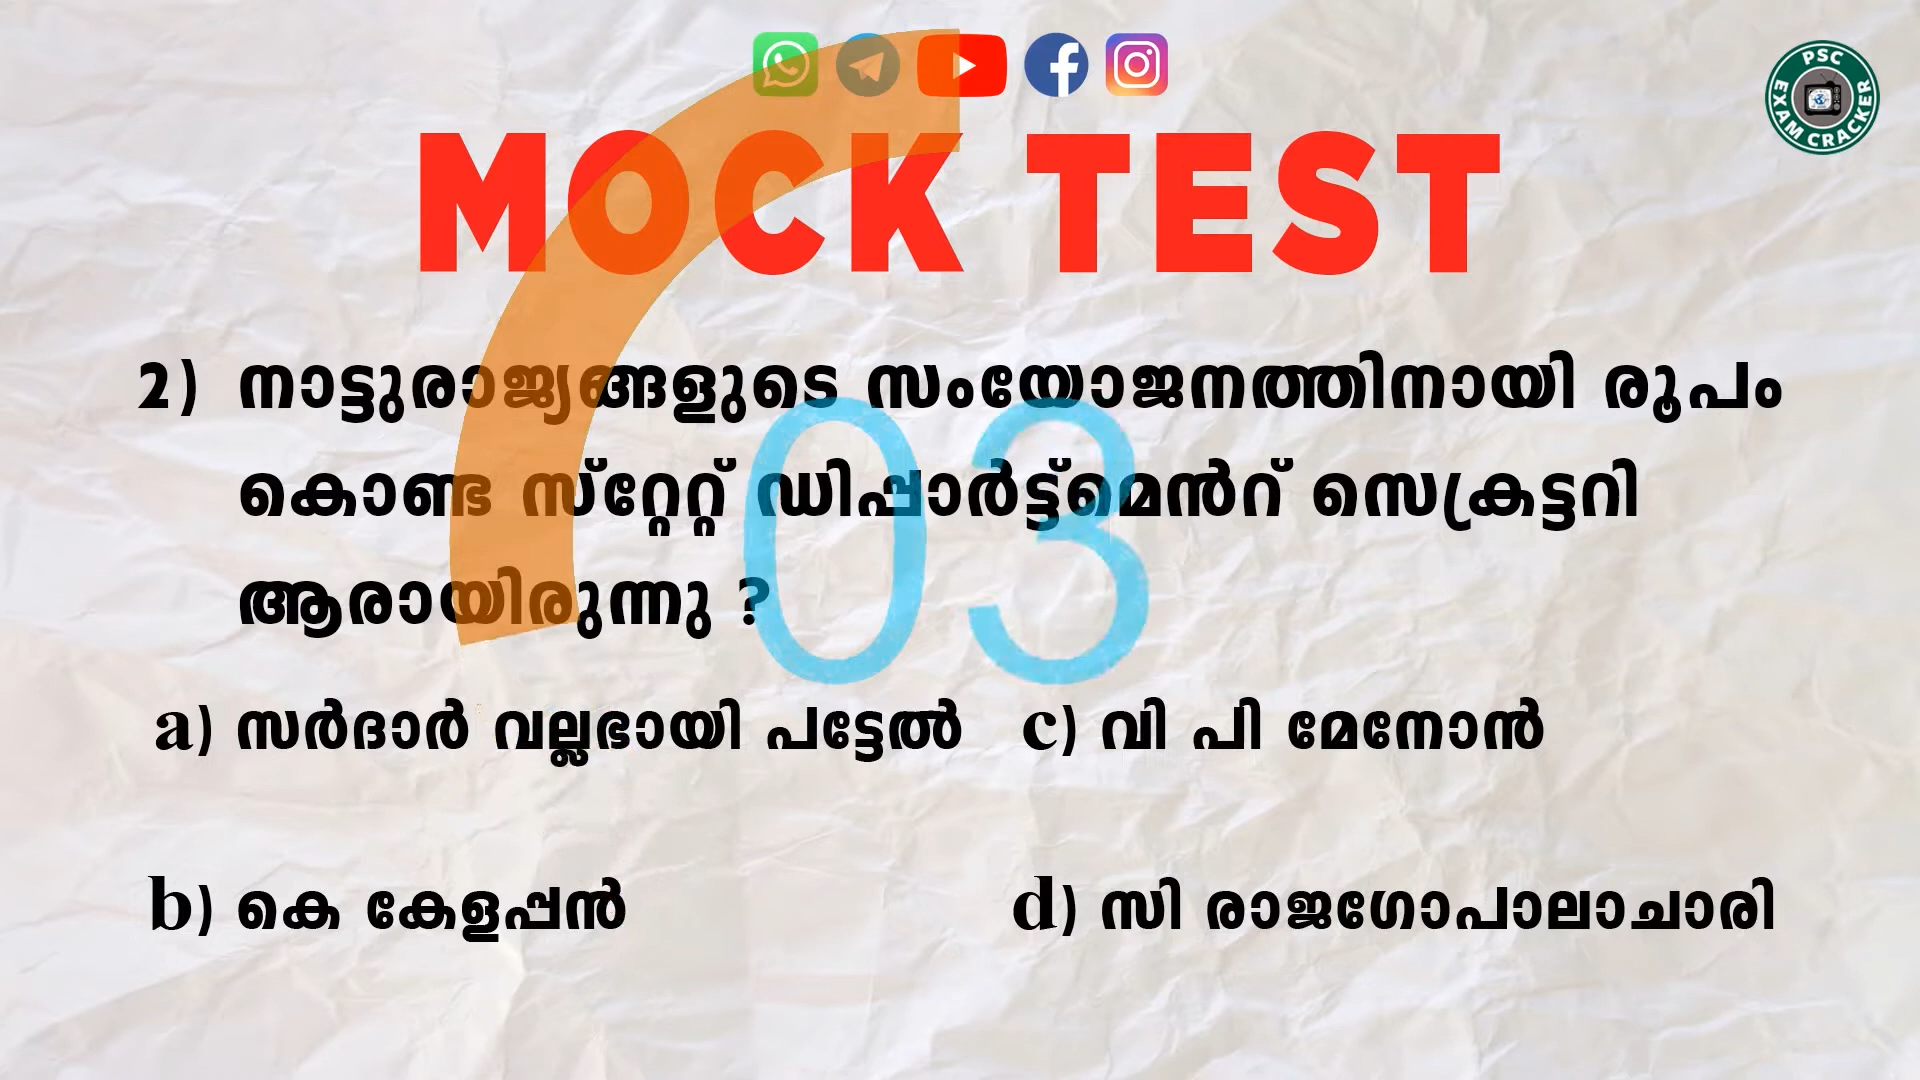 PSC EXAM CRACKER
MOCK TEST
2) നാട്ടുരാജ്യങ്ങളുടെ സംയോജനത്തിനായി രൂപം
കൊണ്ട സ്റ്റേറ്റ് ഡിപ്പാർട്ട്മെൻറ് സെക്രട്ടറി
ആരായിരുന്നു ?
03
a) സർദാർ വല്ലഭായി പട്ടേൽ c) വി പി മേനോൻ
b) കെ കേളപ്പൻ d) സി രാജഗോപാലാചാരി